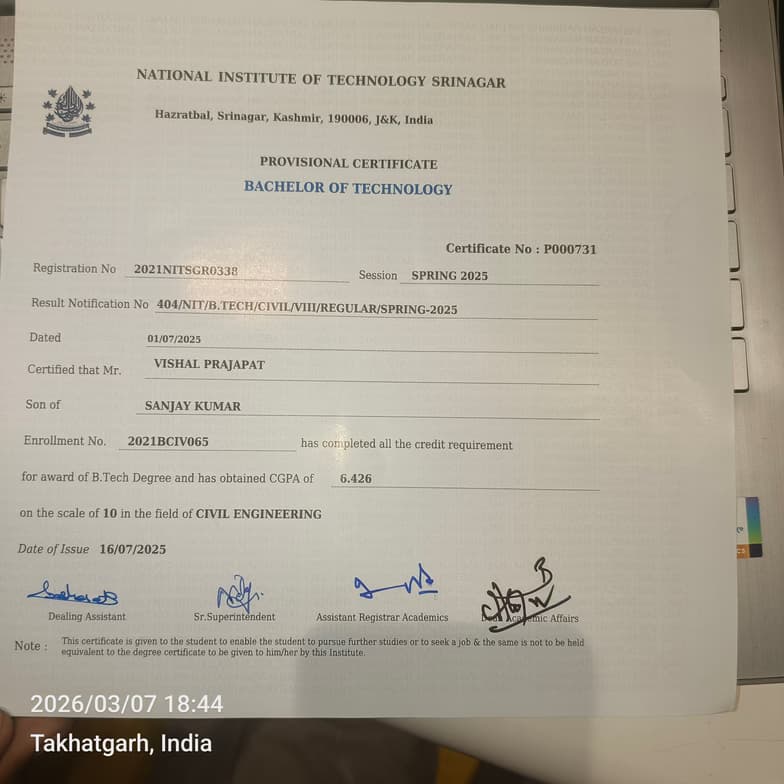 NATIONAL INSTITUTE OF TECHNOLOGY SRINAGAR
Hazratbal, Srinagar, Kashmir, 190006, J&K, India
PROVISIONAL CERTIFICATE
BACHELOR OF TECHNOLOGY
Certificate No : P000731
Registration No 2021NITSGR0338 Session SPRING 2025
Result Notification No 404/NIT/B.TECH/CIVIL/VIII/REGULAR/SPRING-2025
Dated 01/07/2025
Certified that Mr. VISHAL PRAJAPAT
Son of SANJAY KUMAR
Enrollment No. 2021BCIV065 has completed all the credit requirement
for award of B.Tech Degree and has obtained CGPA of 6.426
on the scale of 10 in the field of CIVIL ENGINEERING
Date of Issue 16/07/2025
Dealing Assistant Sr.Superintendent Assistant Registrar Academics Dean Academic Affairs
Note : This certificate is given to the student to enable the student to pursue further studies or to seek a job & the same is not to be held
equivalent to the degree certificate to be given to him/her by this Institute.
2026/03/07 18:44
Takhatgarh, India